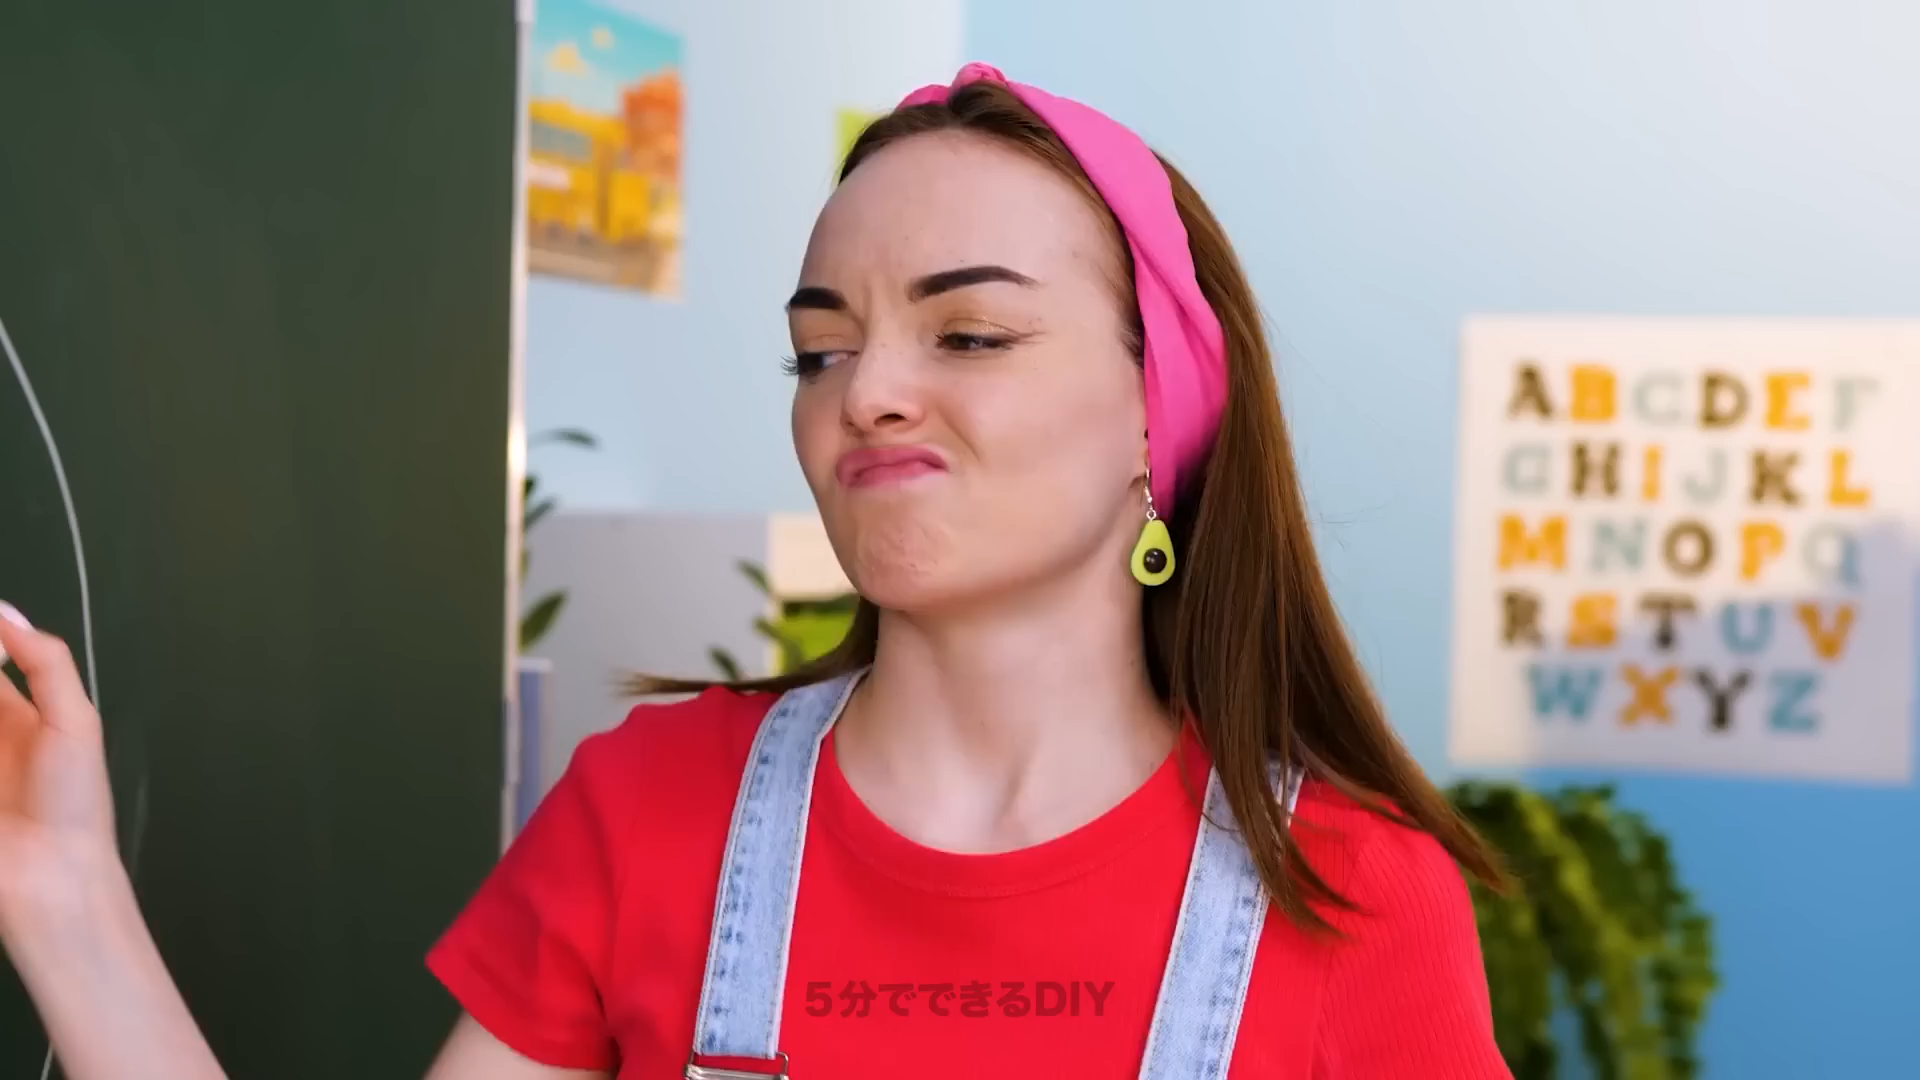 ABCDEF
GHIJKL
MNOPQ
RSTUV
WXYZ
5分でできるDIY